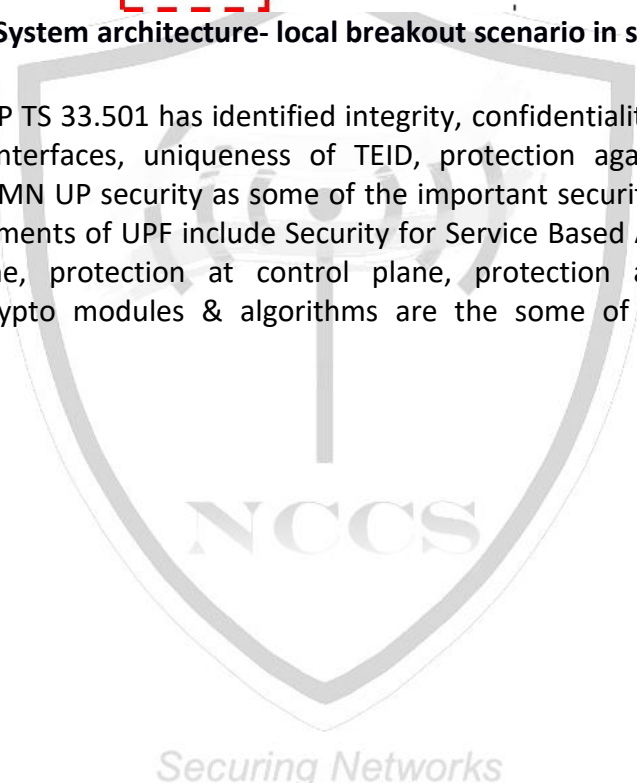 System architecture- local breakout scenario in s
P TS 33.501 has identified integrity, confidentialit
nterfaces, uniqueness of TEID, protection aga
MN UP security as some of the important securit
ments of UPF include Security for Service Based
ne, protection at control plane, protection a
ypto modules & algorithms are the some of
NCCS
Securing Networks